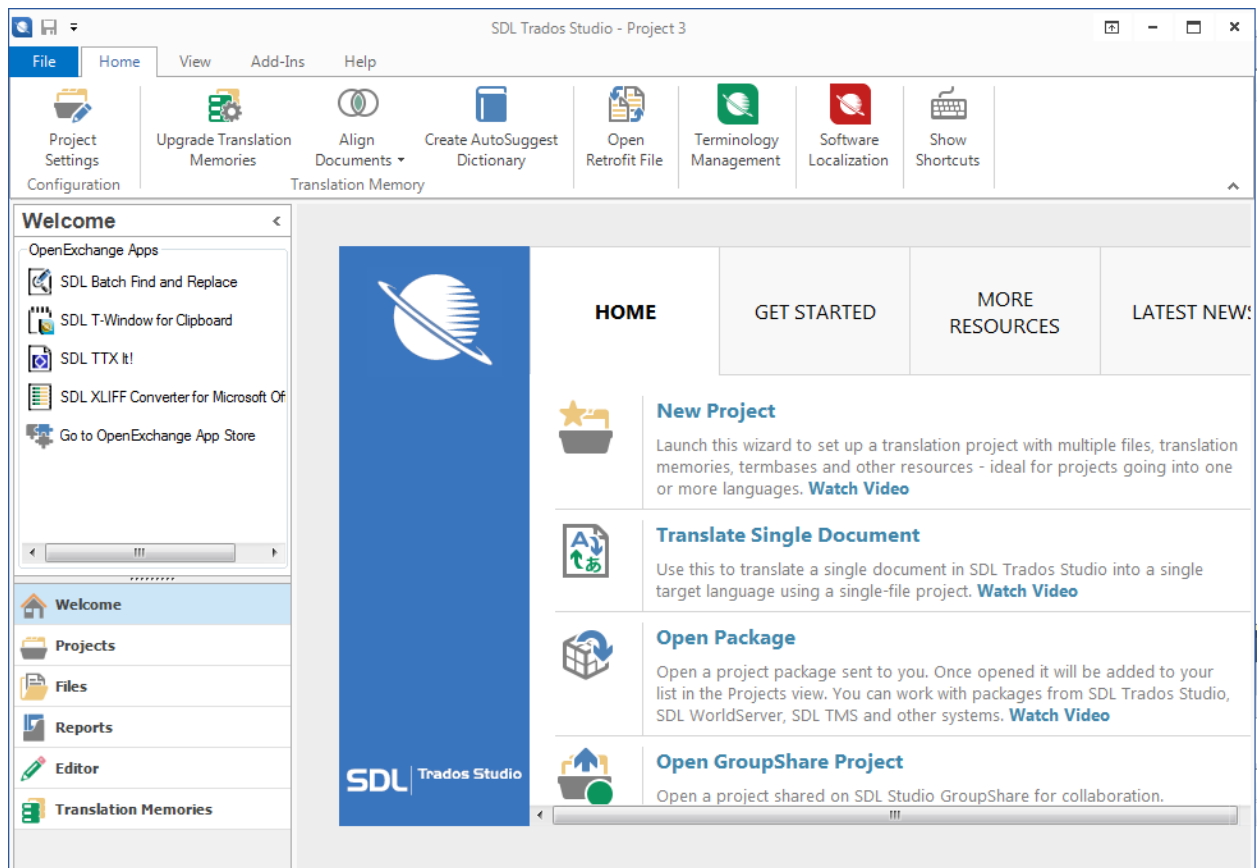 SDL Trados Studio - Project 3
File Home View Add-Ins Help
Project Settings
Upgrade Translation Memories
Align Documents
Create AutoSuggest Dictionary
Open Retrofit File
Terminology Management
Software Localization
Show Shortcuts
Configuration
Translation Memory
Welcome
OpenExchange Apps
SDL Batch Find and Replace
SDL T-Window for Clipboard
SDL TTX It!
SDL XLIFF Converter for Microsoft Of
Go to OpenExchange App Store
Welcome
Projects
Files
Reports
Editor
Translation Memories
HOME
GET STARTED
MORE
RESOURCES
LATEST NEWS
New Project
Launch this wizard to set up a translation project with multiple files, translation
memories, termbases and other resources - ideal for projects going into one
or more languages. Watch Video
Translate Single Document
Use this to translate a single document in SDL Trados Studio into a single
target language using a single-file project. Watch Video
Open Package
Open a project package sent to you. Once opened it will be added to your
list in the Projects view. You can work with packages from SDL Trados Studio,
SDL WorldServer, SDL TMS and other systems. Watch Video
Open GroupShare Project
Open a project shared on SDL Studio GroupShare for collaboration.
SDL Trados Studio